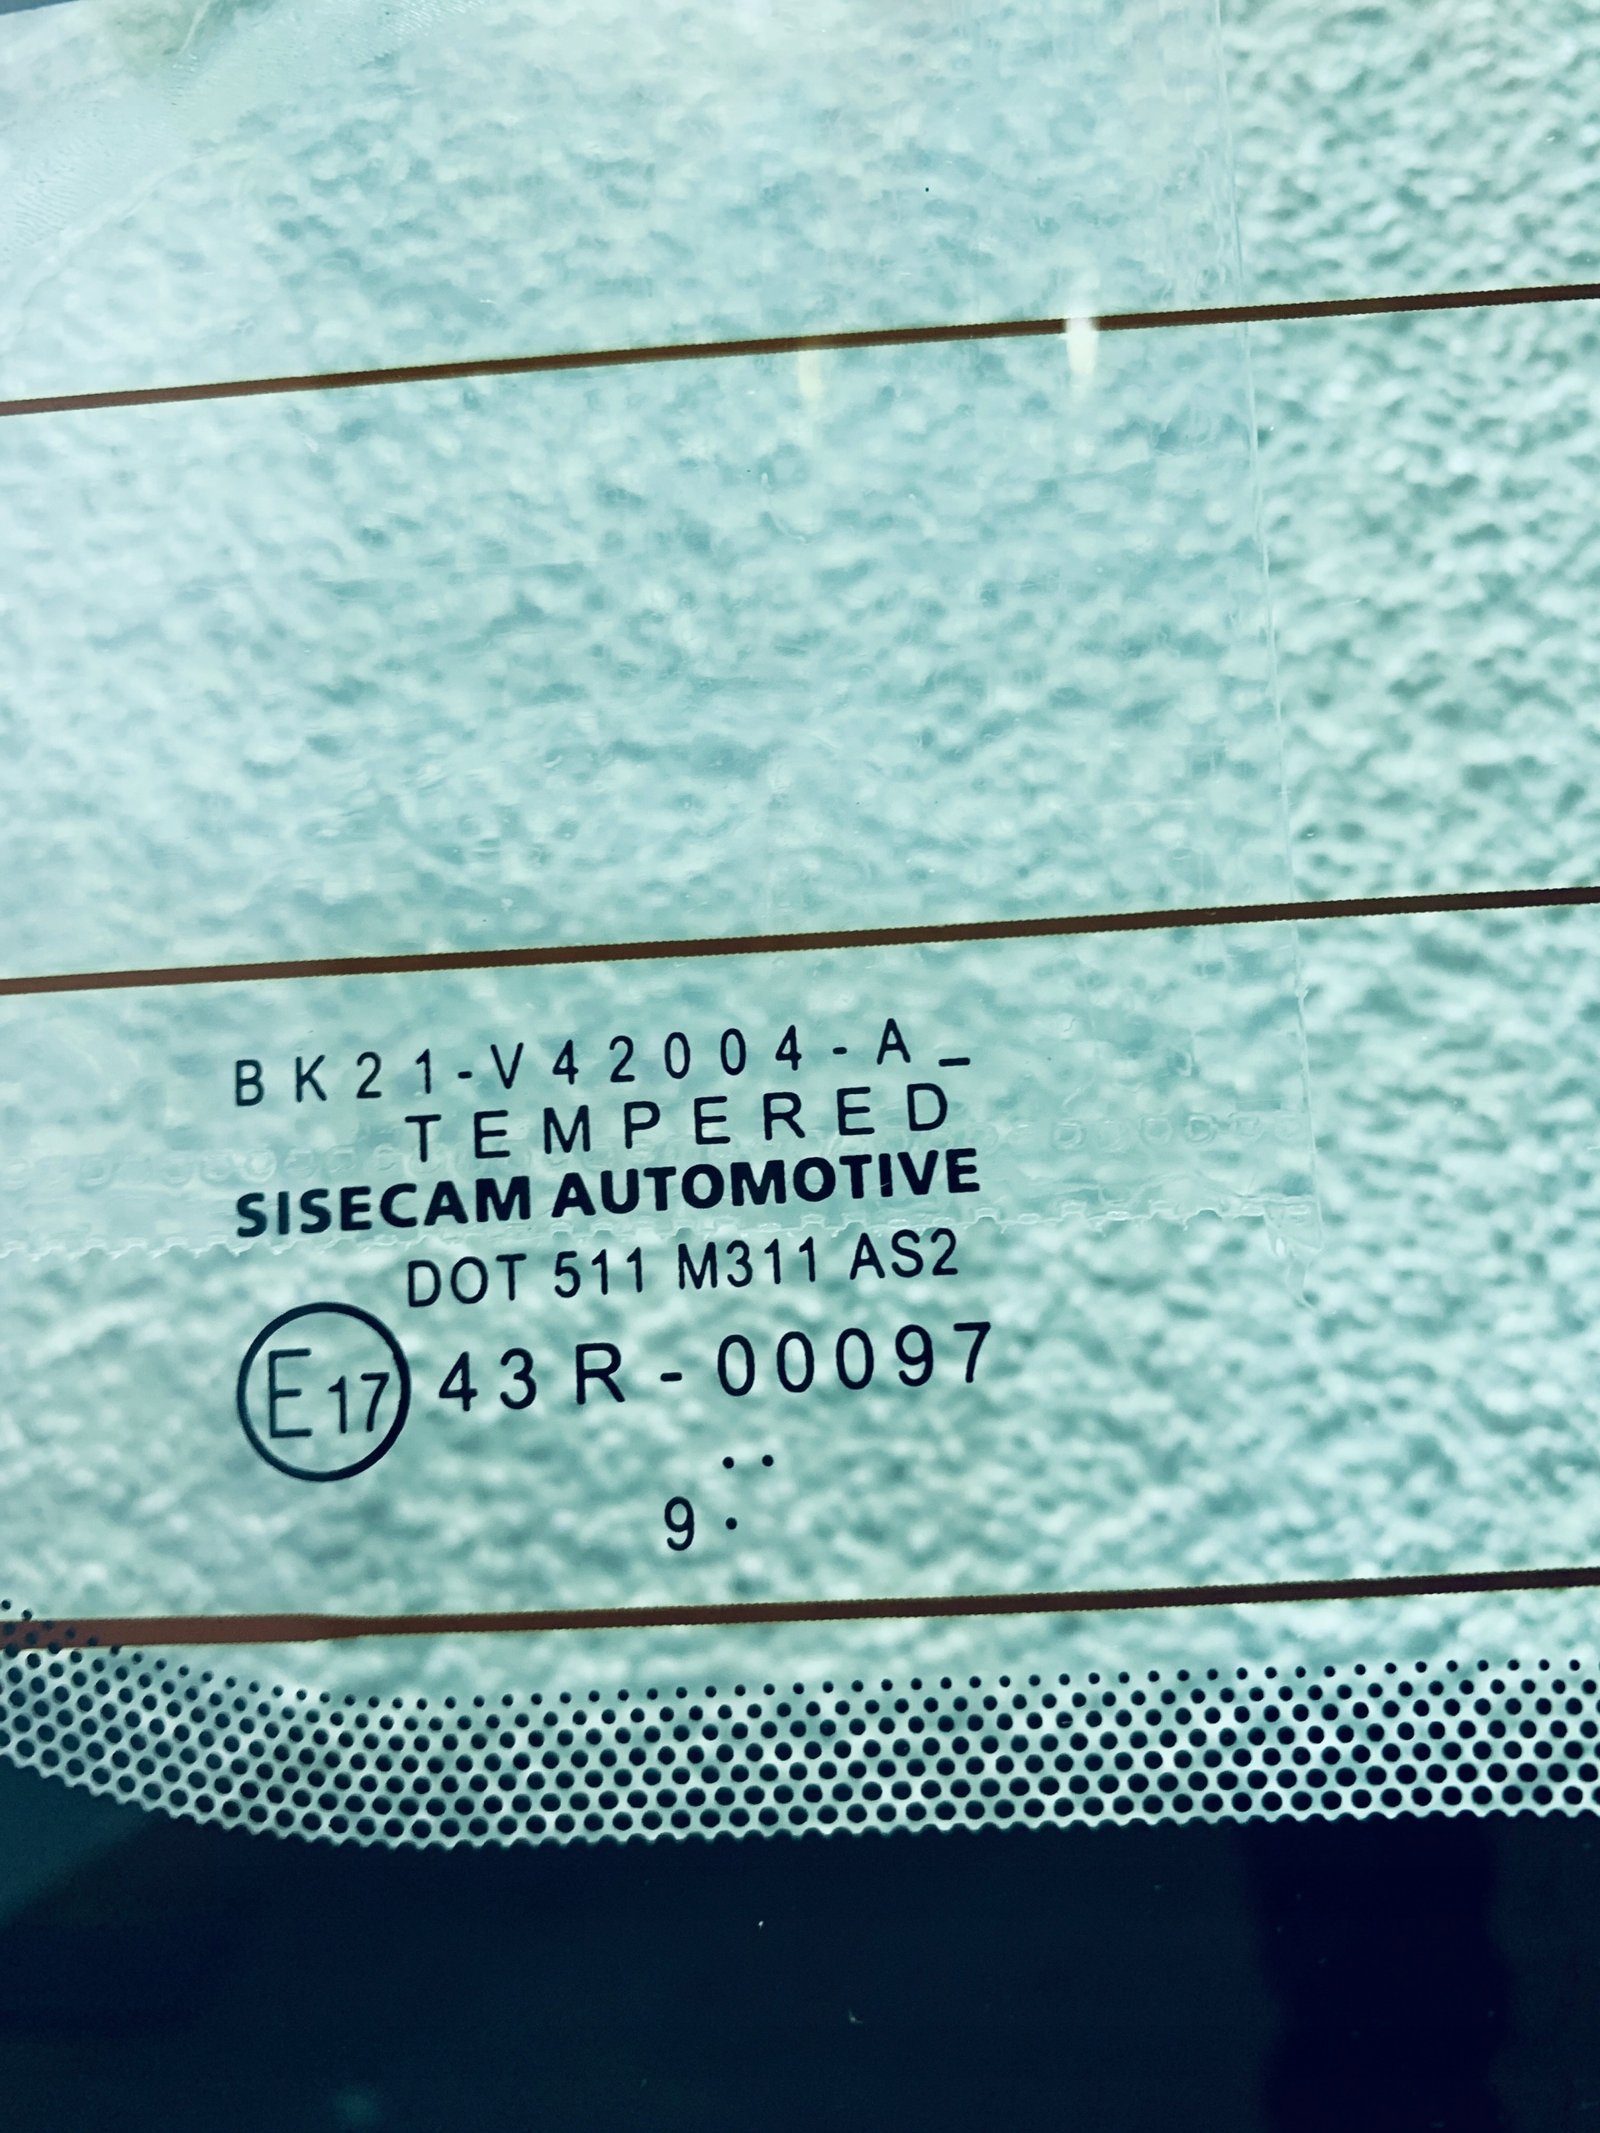 BK21-V42004-A_
TEMPERED
SISECAM AUTOMOTIVE
DOT 511 M311 AS2
E17 43R-00097
..
9.